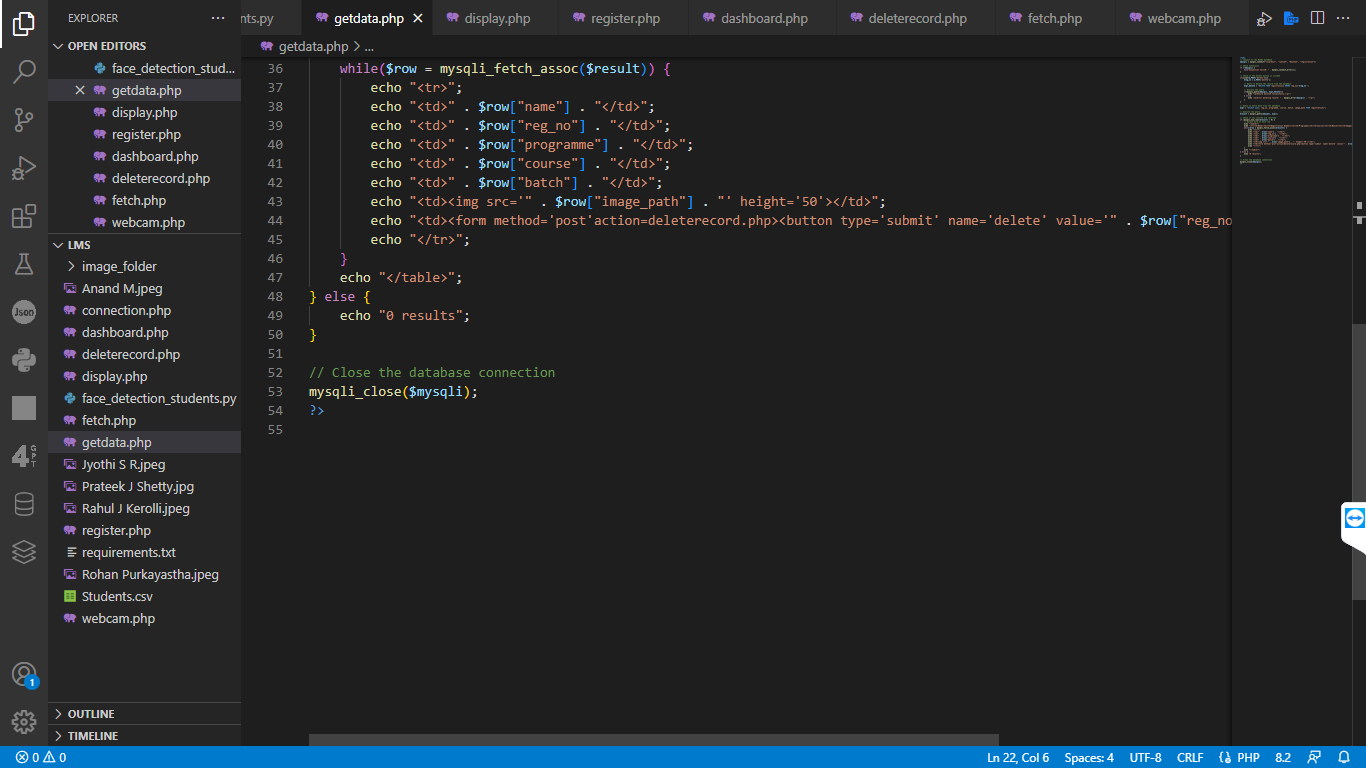 EXPLORER
OPEN EDITORS
face_detection_stud...
getdata.php
display.php
register.php
dashboard.php
deleterecord.php
fetch.php
webcam.php
LMS
image_folder
Anand M.jpeg
connection.php
dashboard.php
deleterecord.php
display.php
face_detection_students.py
fetch.php
getdata.php
Jyothi S R.jpeg
Prateek J Shetty.jpg
Rahul J Kerolli.jpeg
register.php
requirements.txt
Rohan Purkayastha.jpeg
Students.csv
webcam.php
OUTLINE
TIMELINE
Json
4 GPT
1
nts.py getdata.php display.php register.php dashboard.php deleterecord.php fetch.php webcam.php
getdata.php > ...
36 while($row = mysqli_fetch_assoc($result)) {
37 echo "<tr>";
38 echo "<td>" . $row["name"] . "</td>";
39 echo "<td>" . $row["reg_no"] . "</td>";
40 echo "<td>" . $row["programme"] . "</td>";
41 echo "<td>" . $row["course"] . "</td>";
42 echo "<td>" . $row["batch"] . "</td>";
43 echo "<td><img src='" . $row["image_path"] . "' height='50'></td>";
44 echo "<td><form method='post'action=deleterecord.php><button type='submit' name='delete' value='" . $row["reg_no
45 echo "</tr>";
46 }
47 echo "</table>";
48 } else {
49 echo "0 results";
50 }
51
52 // Close the database connection
53 mysqli_close($mysqli);
54 ?>
55
0 0 Ln 22, Col 6 Spaces: 4 UTF-8 CRLF {} PHP 8.2